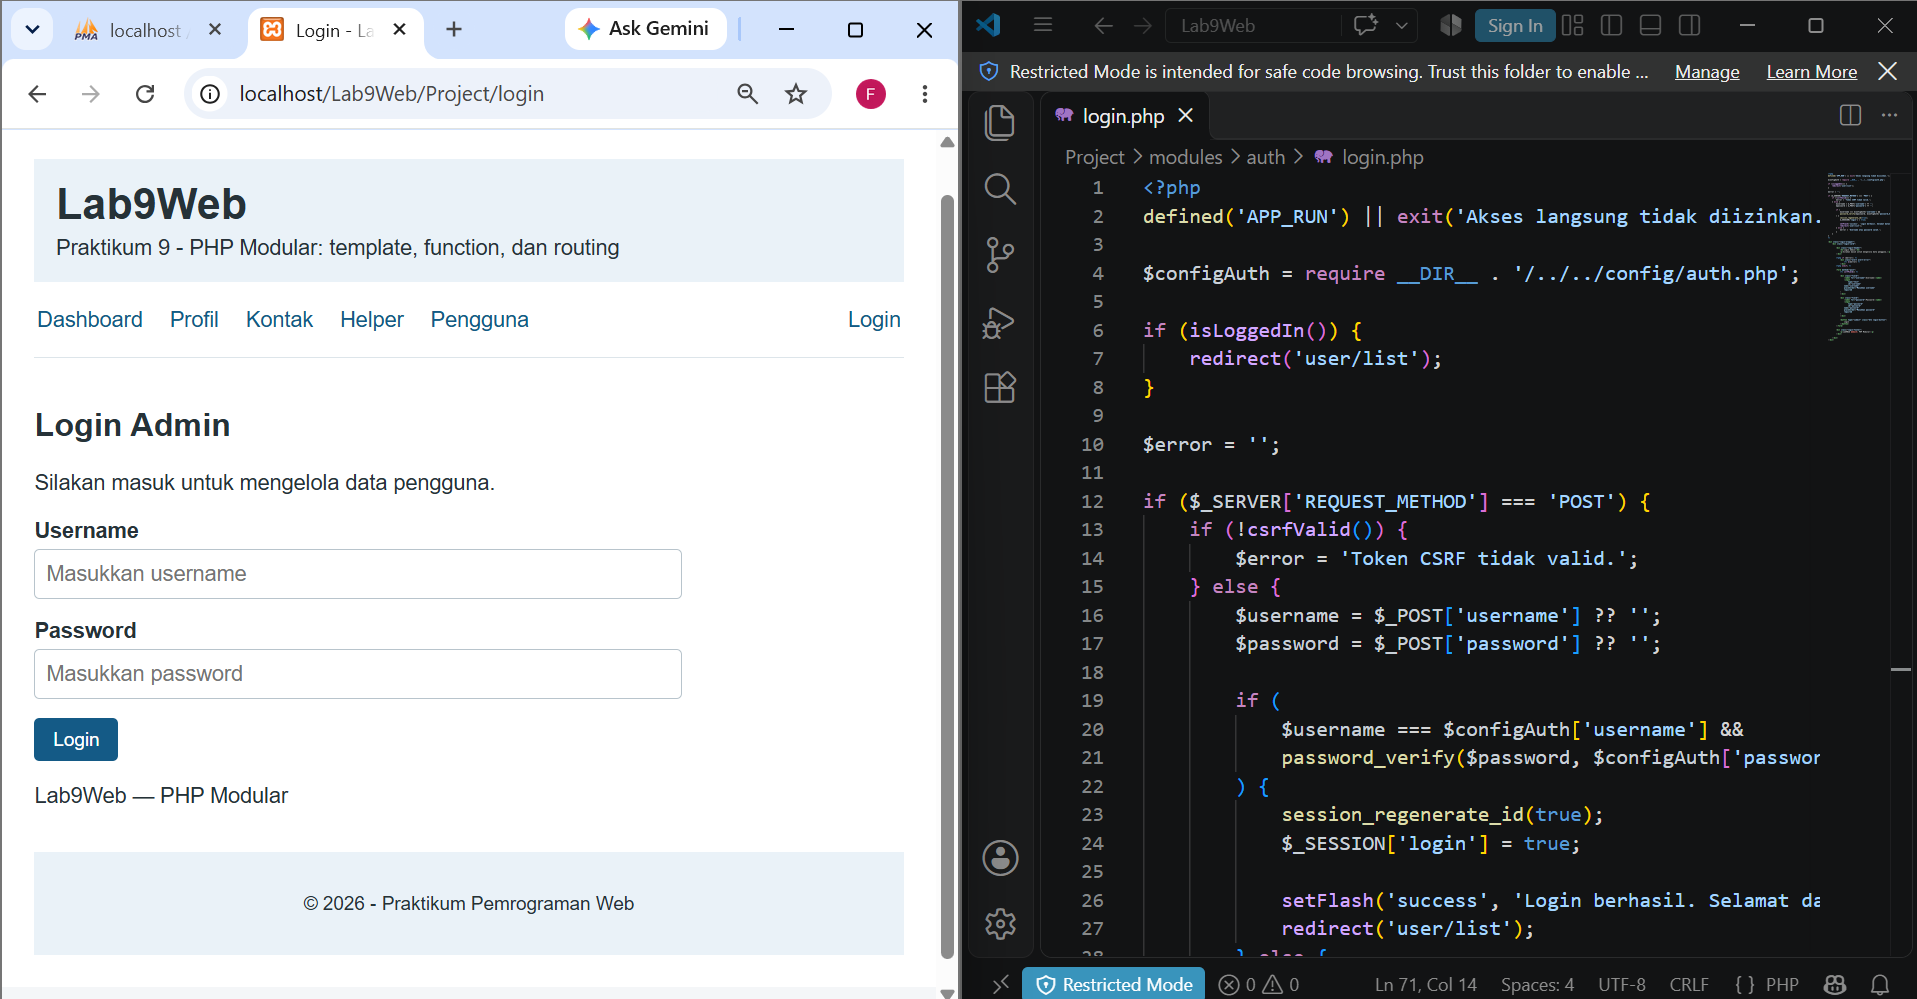 localhost /
Login - La
Ask Gemini
localhost/Lab9Web/Project/login
F
Lab9Web
Praktikum 9 - PHP Modular: template, function, dan routing
Dashboard Profil Kontak Helper Pengguna Login
Login Admin
Silakan masuk untuk mengelola data pengguna.
Username
Masukkan username
Password
Masukkan password
Login
Lab9Web — PHP Modular
© 2026 - Praktikum Pemrograman Web
Lab9Web
Sign In
Restricted Mode is intended for safe code browsing. Trust this folder to enable ... Manage Learn More
login.php
Project > modules > auth > login.php
1 <?php
2 defined('APP_RUN') || exit('Akses langsung tidak diizinkan.
3
4 $configAuth = require __DIR__ . '/../../config/auth.php';
5
6 if (isLoggedIn()) {
7 redirect('user/list');
8 }
9
10 $error = '';
11
12 if ($_SERVER['REQUEST_METHOD'] === 'POST') {
13 if (!csrfValid()) {
14 $error = 'Token CSRF tidak valid.';
15 } else {
16 $username = $_POST['username'] ?? '';
17 $password = $_POST['password'] ?? '';
18
19 if (
20 $username === $configAuth['username'] &&
21 password_verify($password, $configAuth['passwor
22 ) {
23 session_regenerate_id(true);
24 $_SESSION['login'] = true;
25
26 setFlash('success', 'Login berhasil. Selamat da
27 redirect('user/list');
28 } else {
Restricted Mode 0 0 Ln 71, Col 14 Spaces: 4 UTF-8 CRLF { } PHP